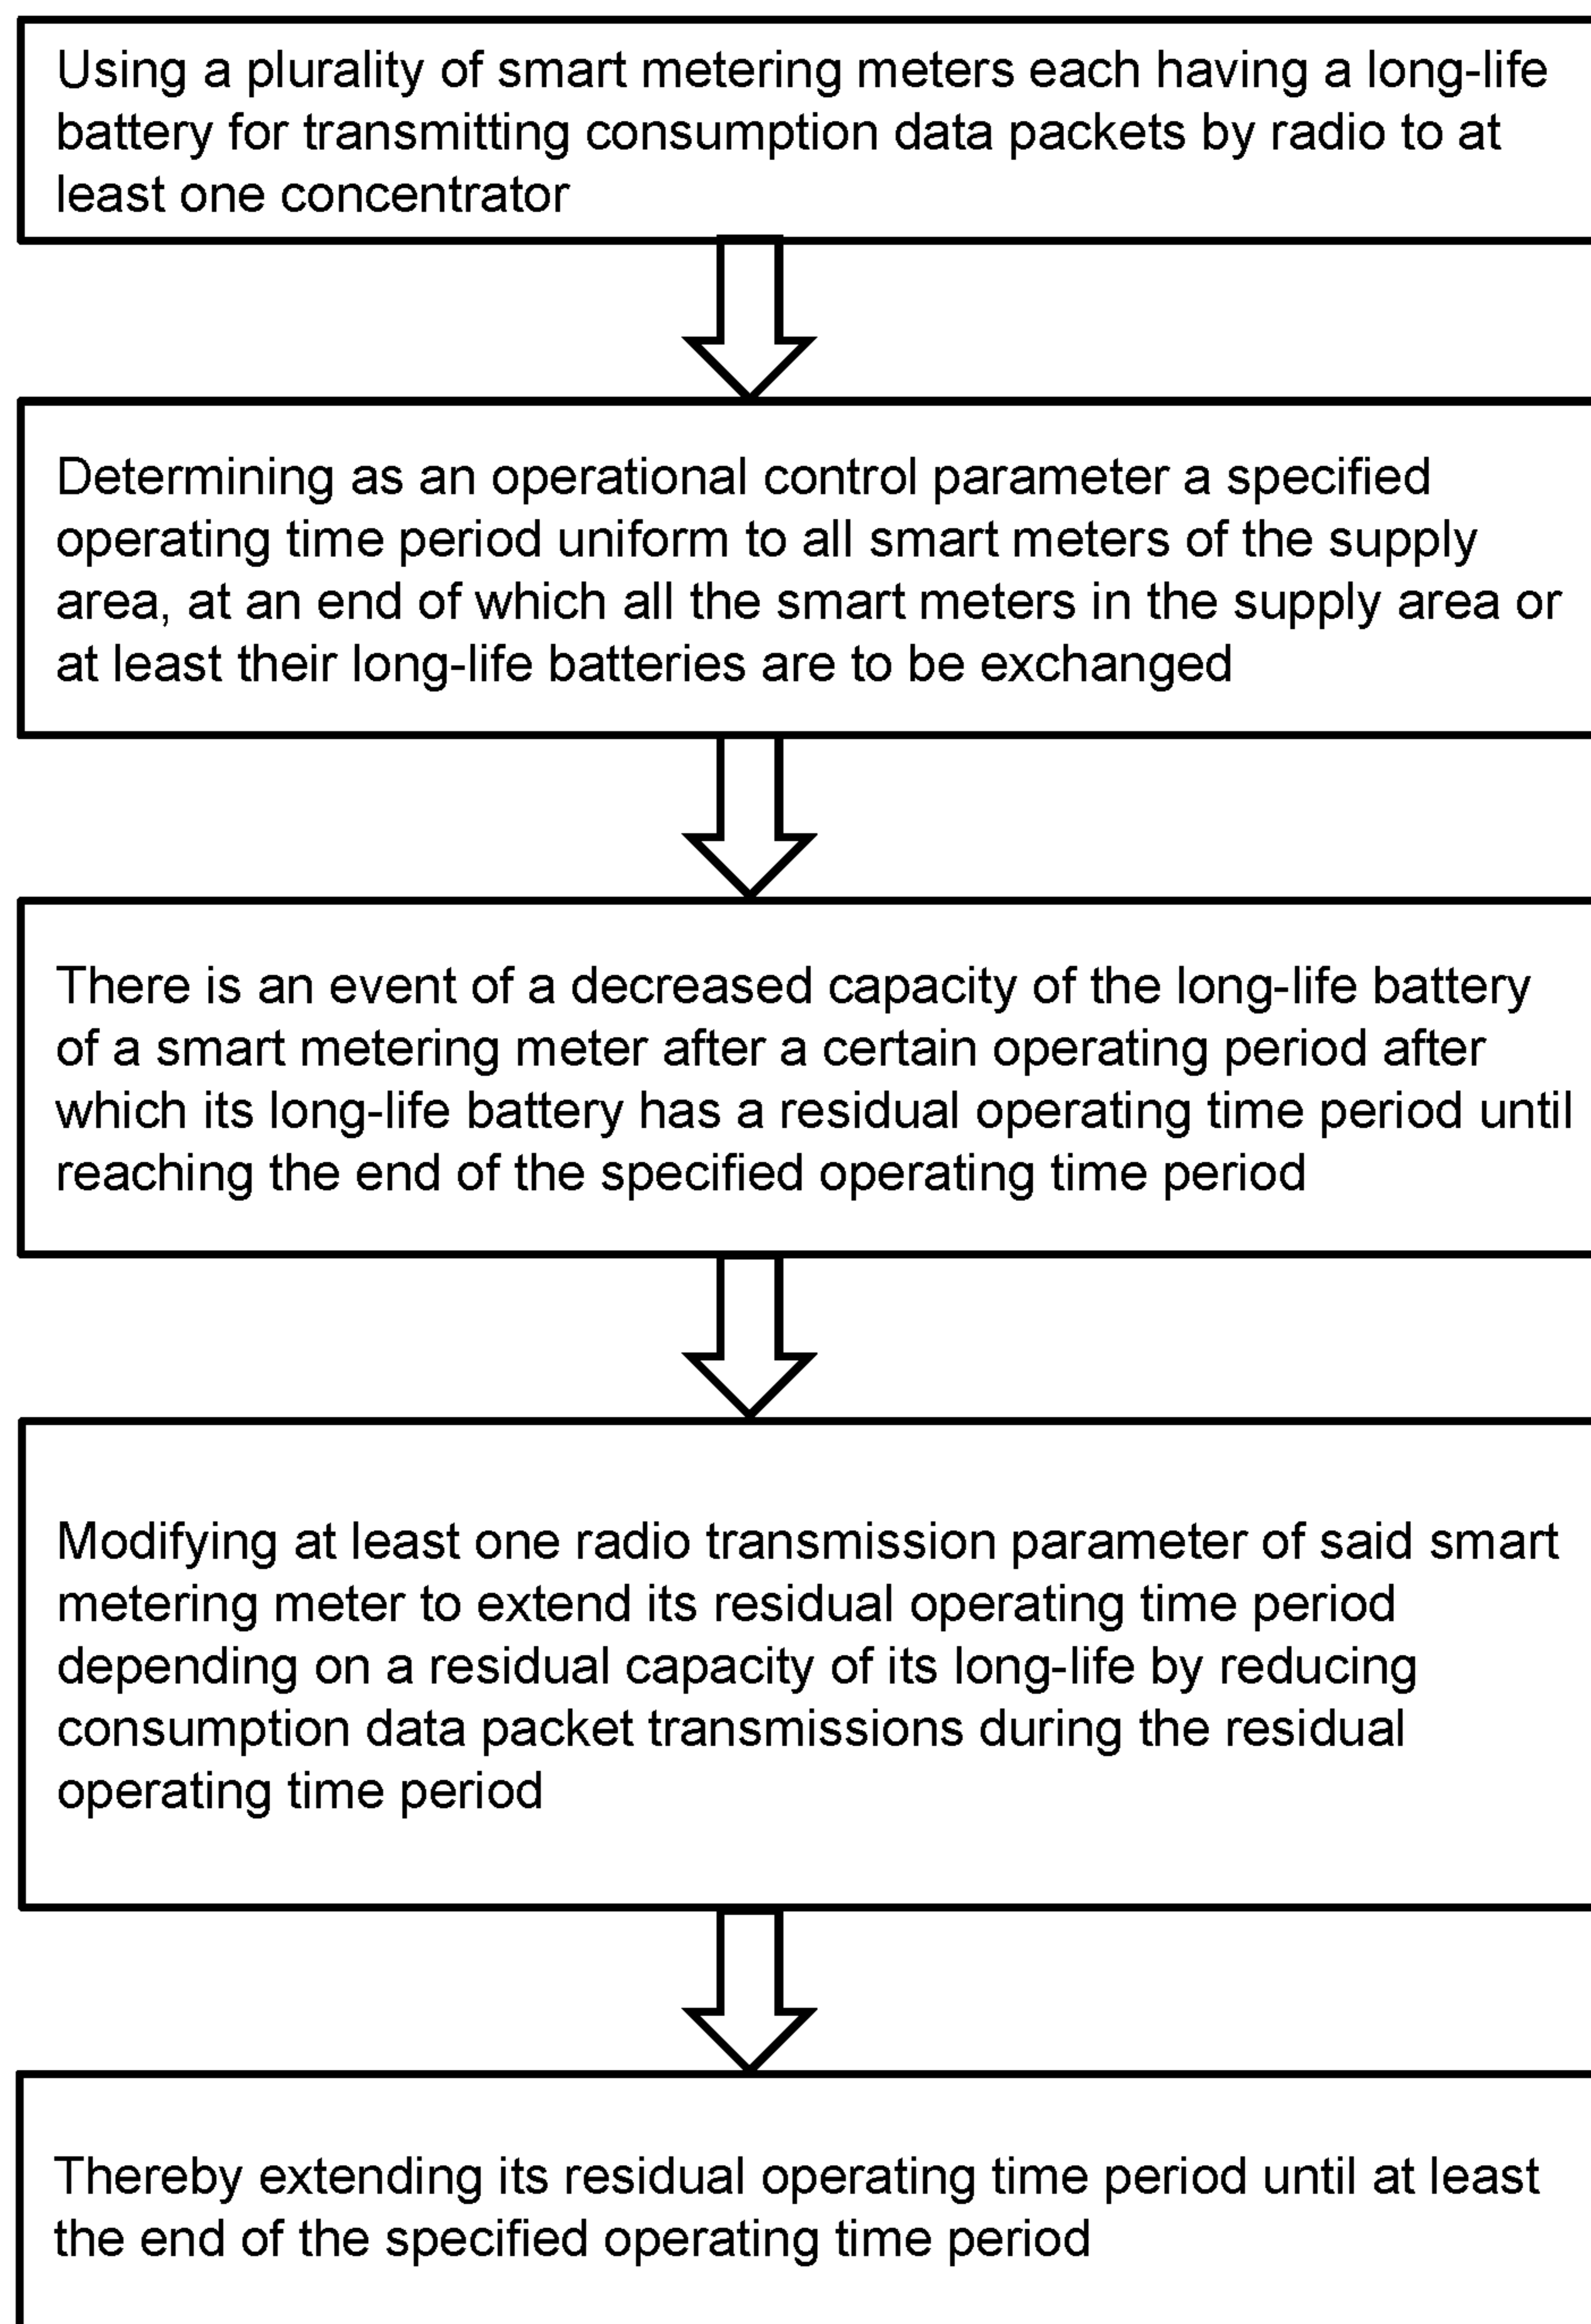 Using a plurality of smart metering meters each having a long-life
battery for transmitting consumption data packets by radio to at
least one concentrator
Determining as an operational control parameter a specified
operating time period uniform to all smart meters of the supply
area, at an end of which all the smart meters in the supply area or
at least their long-life batteries are to be exchanged
There is an event of a decreased capacity of the long-life battery
of a smart metering meter after a certain operating period after
which its long-life battery has a residual operating time period until
reaching the end of the specified operating time period
Modifying at least one radio transmission parameter of said smart
metering meter to extend its residual operating time period
depending on a residual capacity of its long-life by reducing
consumption data packet transmissions during the residual
operating time period
Thereby extending its residual operating time period until at least
the end of the specified operating time period